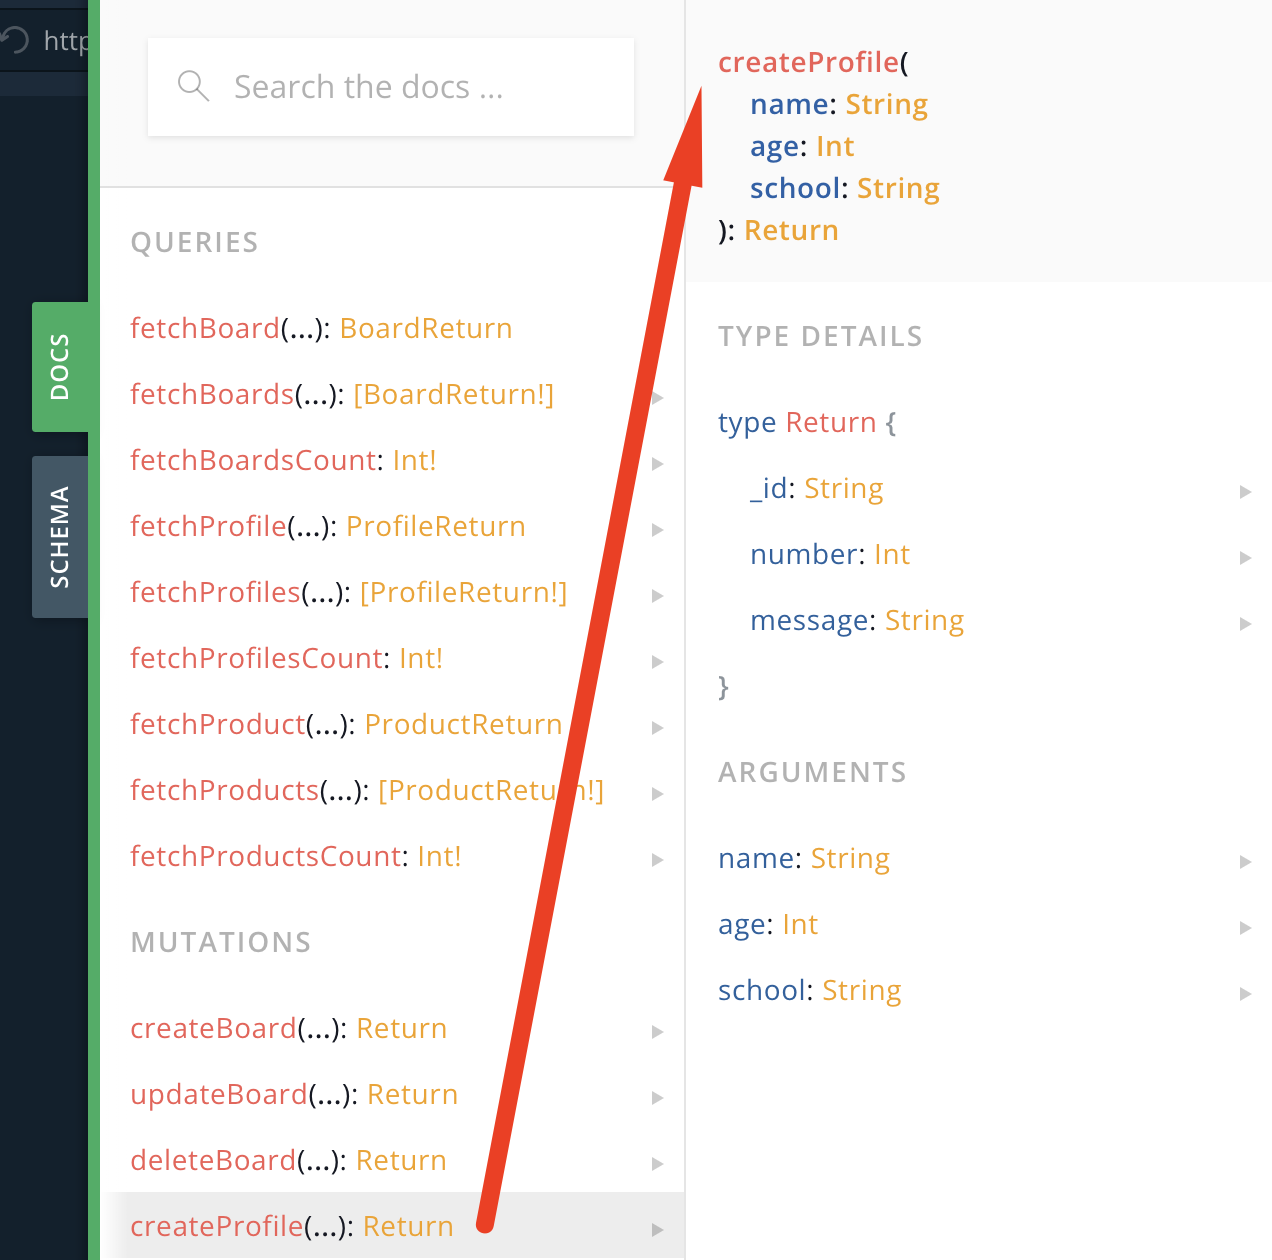 http
DOCS
SCHEMA
Search the docs ...
QUERIES
fetchBoard(...): BoardReturn
fetchBoards(...): [BoardReturn!]
fetchBoardsCount: Int!
fetchProfile(...): ProfileReturn
fetchProfiles(...): [ProfileReturn!]
fetchProfilesCount: Int!
fetchProduct(...): ProductReturn
fetchProducts(...): [ProductReturn!]
fetchProductsCount: Int!
MUTATIONS
createBoard(...): Return
updateBoard(...): Return
deleteBoard(...): Return
createProfile(...): Return
createProfile(
name: String
age: Int
school: String
): Return
TYPE DETAILS
type Return {
_id: String
number: Int
message: String
}
ARGUMENTS
name: String
age: Int
school: String